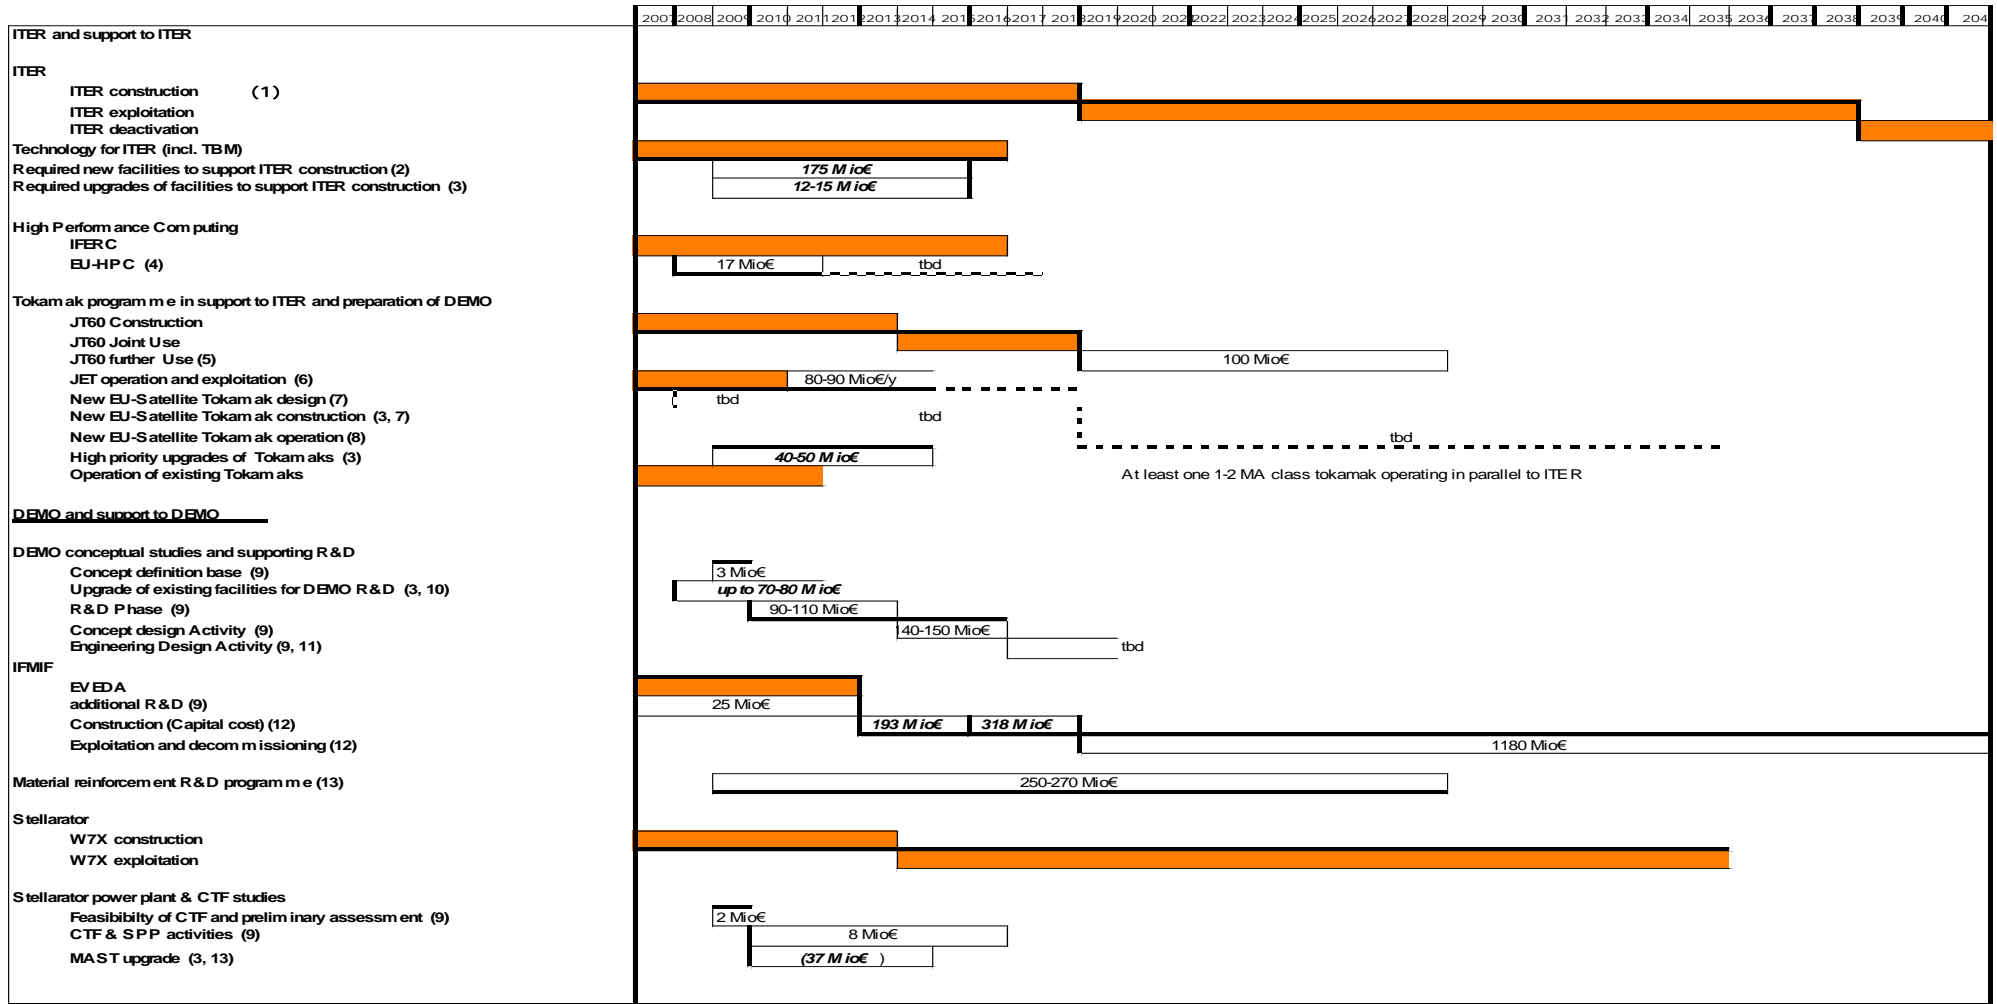 2007 2008 2009 2010 2011 2012 2013 2014 2015 2016 2017 2018 2019 2020 2021 2022 2023 2024 2025 2026 2027 2028 2029 2030 2031 2032 2033 2034 2035 2036 2037 2038 2039 2040 204
ITER and support to ITER
ITER
ITER construction (1)
ITER exploitation
ITER deactivation
Technology for ITER (incl. TBM)
Required new facilities to support ITER construction (2) 175 Mio€
Required upgrades of facilities to support ITER construction (3) 12-15 Mio€
High Performance Computing
IFERC
EU-HPC (4) 17 Mio€ tbd
Tokamak programme in support to ITER and preparation of DEMO
JT60 Construction
JT60 Joint Use
JT60 further Use (5) 100 Mio€
JET operation and exploitation (6) 80-90 Mio€/y
New EU-Satellite Tokamak design (7) tbd
New EU-Satellite Tokamak construction (3, 7) tbd
New EU-Satellite Tokamak operation (8) tbd
High priority upgrades of Tokamaks (3) 40-50 Mio€
Operation of existing Tokamaks At least one 1-2 MA class tokamak operating in parallel to ITER
DEMO and support to DEMO
DEMO conceptual studies and supporting R&D
Concept definition base (9) 3 Mio€
Upgrade of existing facilities for DEMO R&D (3, 10) up to 70-80 Mio€
R&D Phase (9) 90-110 Mio€
Concept design Activity (9) 140-150 Mio€
Engineering Design Activity (9, 11) tbd
IFMIF
EVEDA
additional R&D (9) 25 Mio€
Construction (Capital cost) (12) 193 Mio€ 318 Mio€
Exploitation and decommissioning (12) 1180 Mio€
Material reinforcement R&D programme (13) 250-270 Mio€
Stellarator
W7X construction
W7X exploitation
Stellarator power plant & CTF studies
Feasibibilty of CTF and preliminary assessment (9) 2 Mio€
CTF & SPP activities (9) 8 Mio€
MAST upgrade (3, 13) (37 Mio€ )